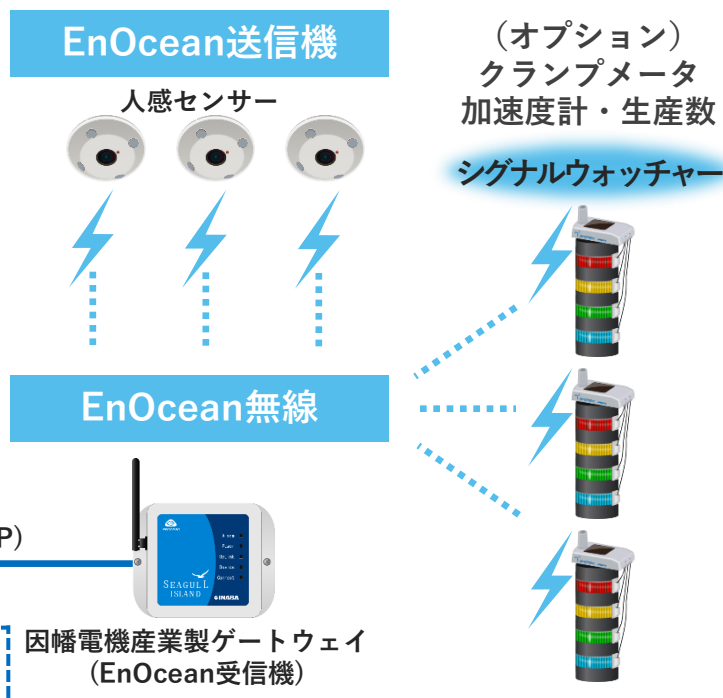 EnOcean送信機
人感センサー
（オプション）
クランプメータ
加速度計・生産数
シグナルウォッチャー
EnOcean無線
P)
SEAGULL
ISLAND
INABA
因幡電機産業製ゲートウェイ
(EnOcean受信機)